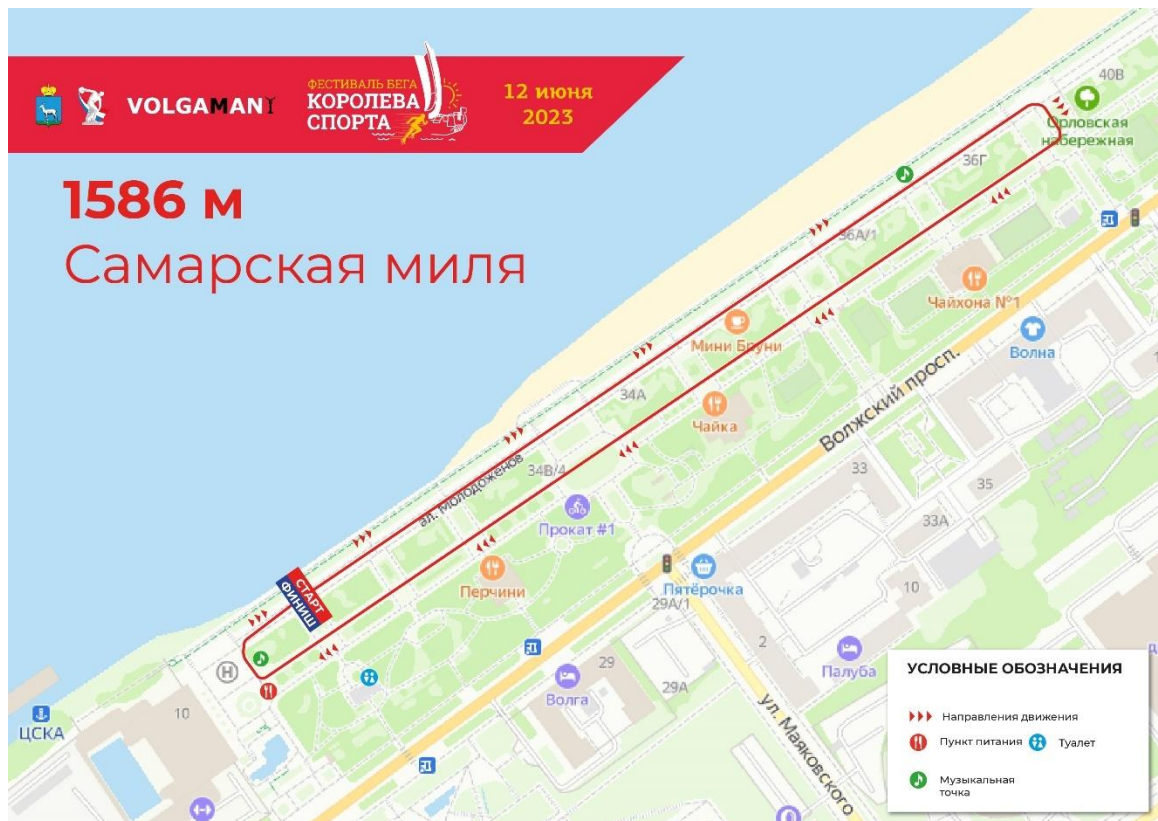 VOLGAMAN
ФЕСТИВАЛЬ БЕГА
КОРОЛЕВА
СПОРТА
12 июня
2023
1586 м
Самарская миля
40В
Орловская
набережная
36Г
36А/1
Чайхона №1
Мини Бруни
Волна
Волжский просп.
34А
Чайка
ал. Молодоженов
34В/4
33
35
Прокат #1
33А
СТАРТ
ФИНИШ
Перчини
Пятёрочка
29А/1
10
2
H
29
Палуба
29А
Волга
10
ЦСКА
ул. Маяковского
УСЛОВНЫЕ ОБОЗНАЧЕНИЯ
Направления движения
Пункт питания
Туалет
Музыкальная
точка